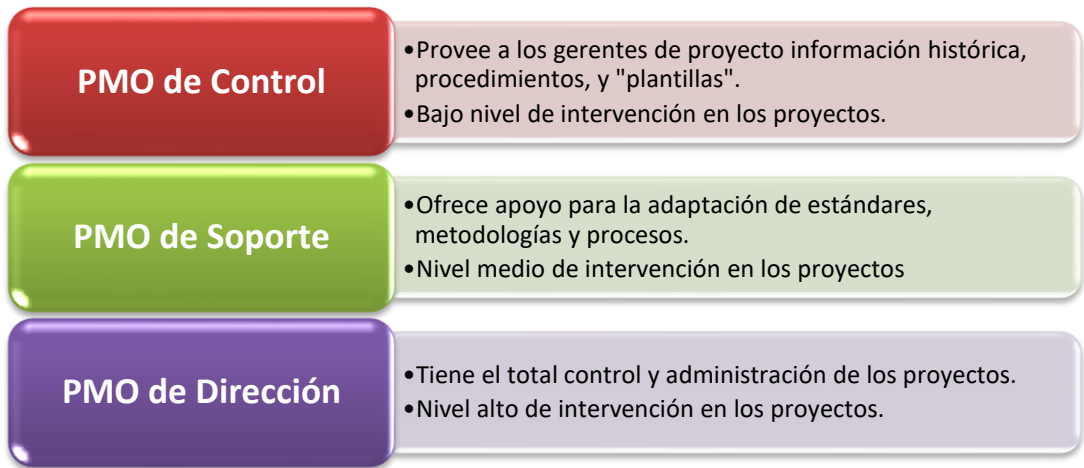 PMO de Control
•Provee a los gerentes de proyecto información histórica,
procedimientos, y "plantillas".
•Bajo nivel de intervención en los proyectos.
PMO de Soporte
•Ofrece apoyo para la adaptación de estándares,
metodologías y procesos.
•Nivel medio de intervención en los proyectos
PMO de Dirección
•Tiene el total control y administración de los proyectos.
•Nivel alto de intervención en los proyectos.